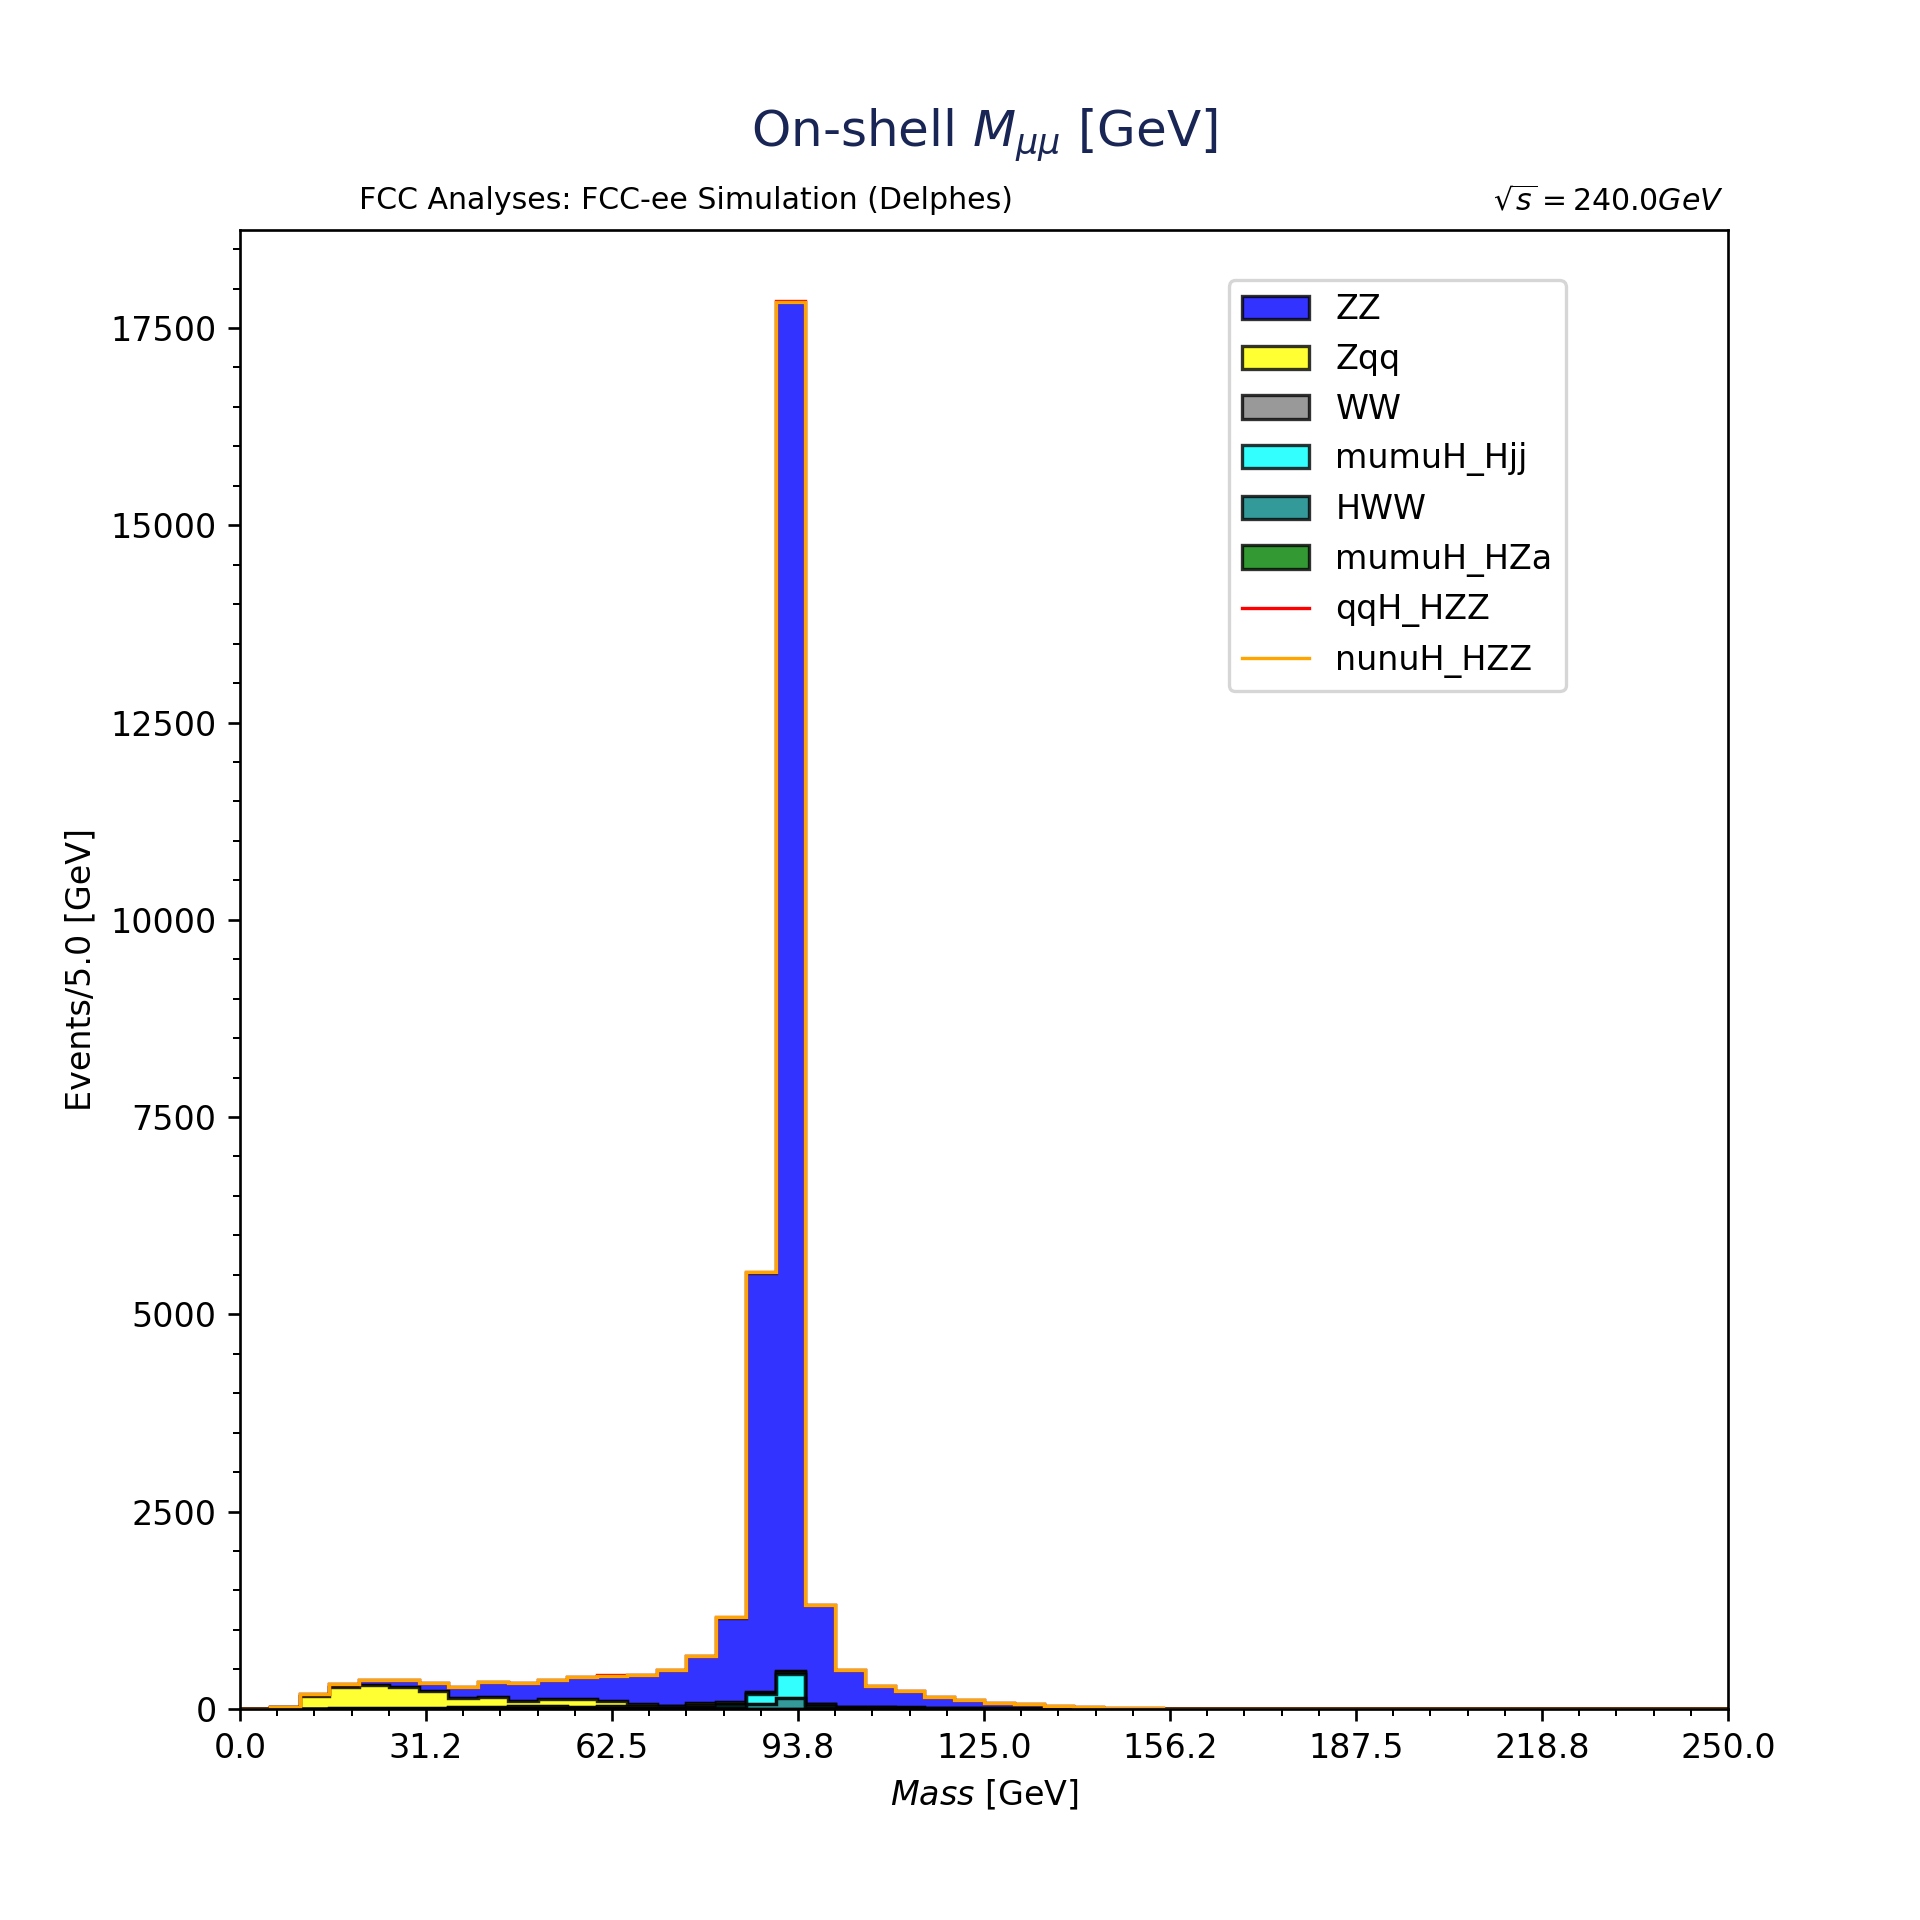 On-shell $M_{\mu\mu}$ [GeV]
FCC Analyses: FCC-ee Simulation (Delphes)
$\sqrt{s} = 240.0GeV$
ZZ
Zqq
WW
mumuH_Hjj
HWW
mumuH_HZa
qqH_HZZ
nunuH_HZZ
17500
15000
12500
10000
7500
5000
2500
0
Events/5.0 [GeV]
0.0 31.2 62.5 93.8 125.0 156.2 187.5 218.8 250.0
Mass [GeV]